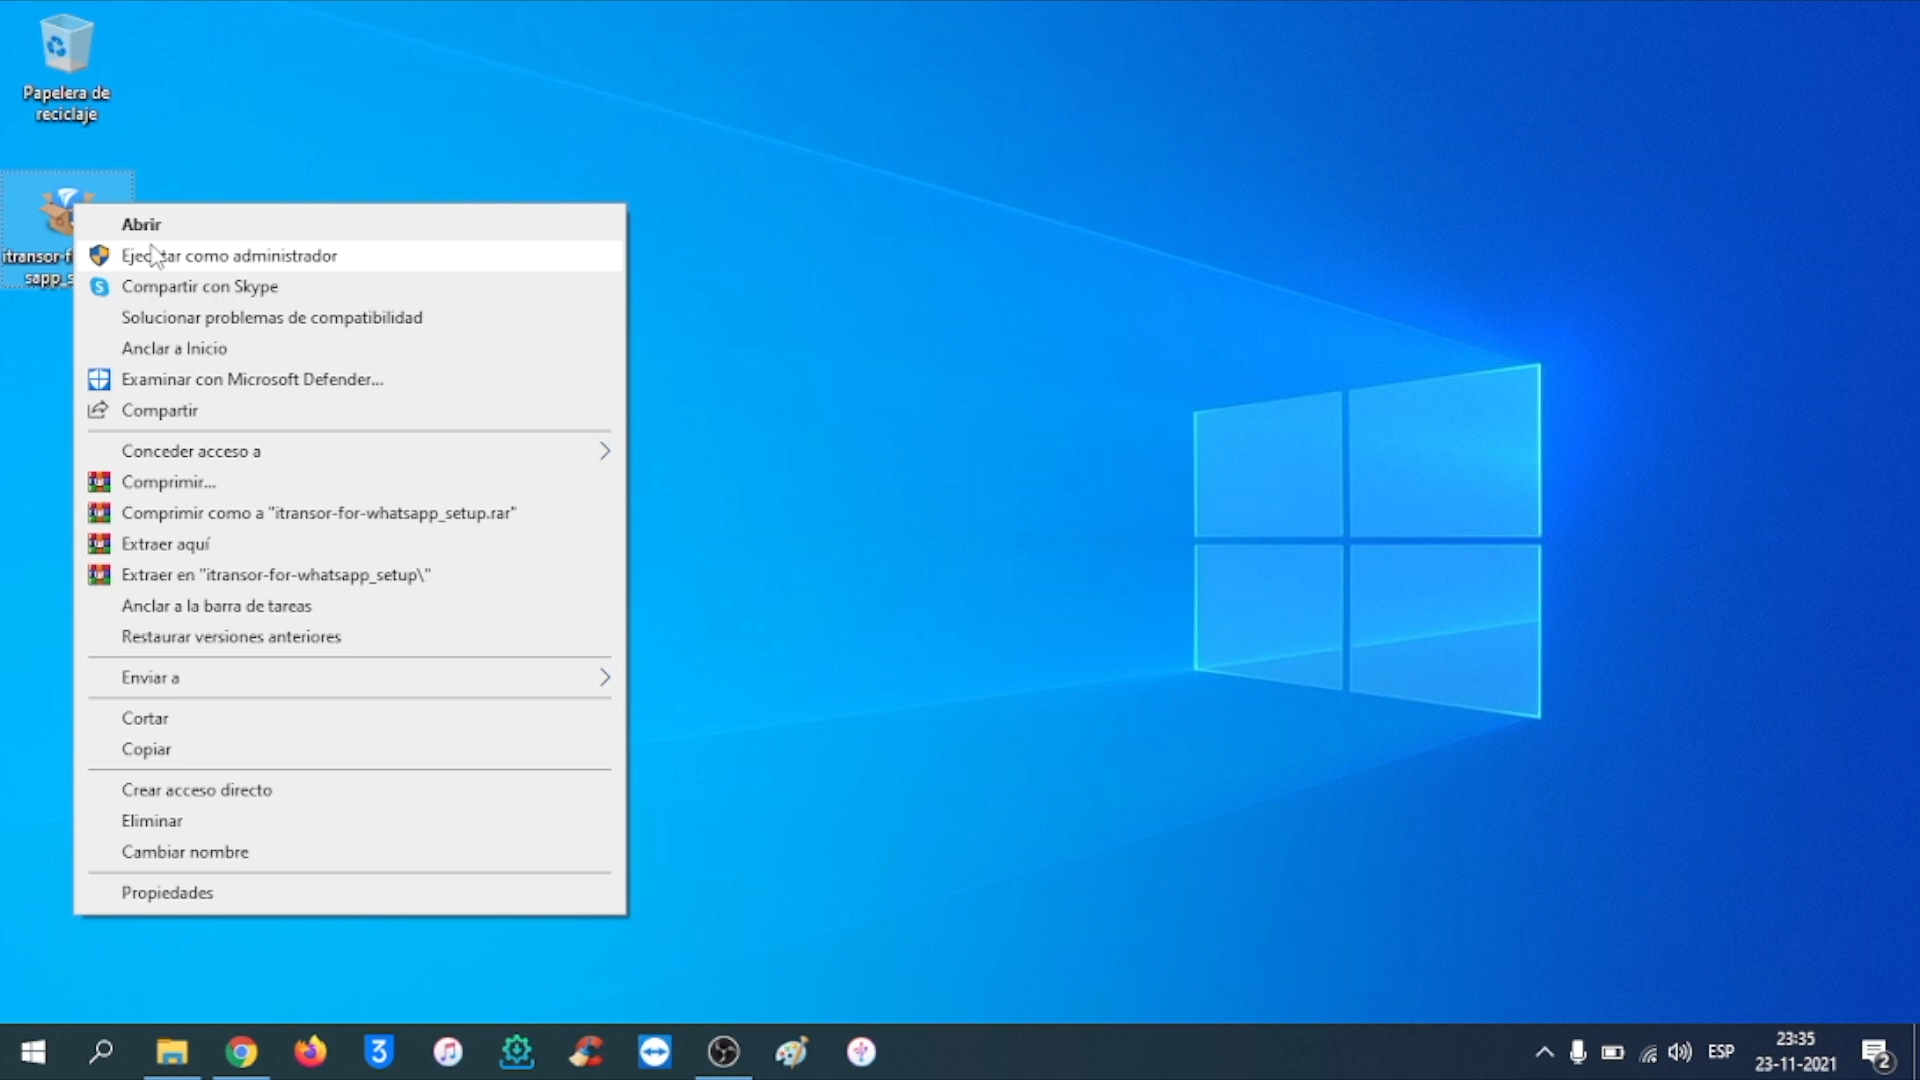 Papelera de
reciclaje
itransor-f
sapp_s
Abrir
Ejecutar como administrador
Compartir con Skype
Solucionar problemas de compatibilidad
Anclar a Inicio
Examinar con Microsoft Defender...
Compartir
Conceder acceso a
Comprimir...
Comprimir como a "itransor-for-whatsapp_setup.rar"
Extraer aquí
Extraer en "itransor-for-whatsapp_setup\"
Anclar a la barra de tareas
Restaurar versiones anteriores
Enviar a
Cortar
Copiar
Crear acceso directo
Eliminar
Cambiar nombre
Propiedades
ESP
23:35
23-11-2021
2